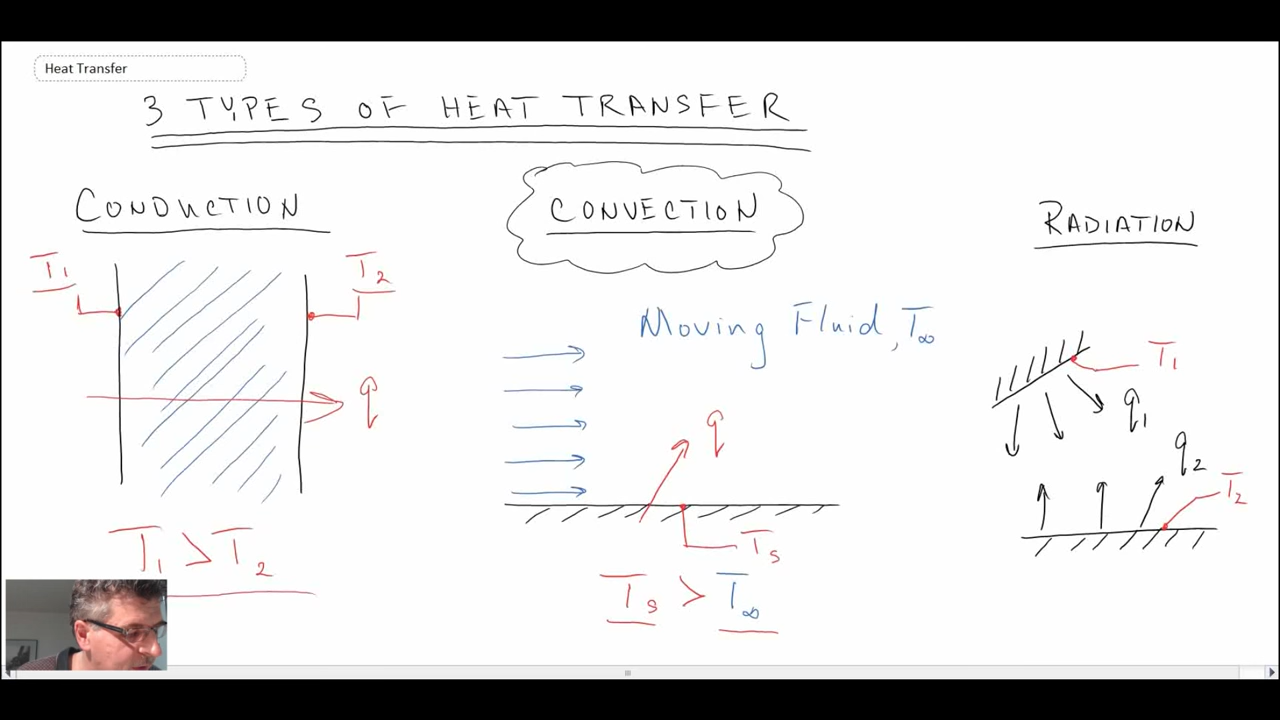 Heat Transfer
3 TYPES OF HEAT TRANSFER
CONDUCTION
T1
T2
q
T1 > T2
CONVECTION
Moving Fluid, T∞
q
Ts
Ts > T∞
RADIATION
T1
q1
q2
T2